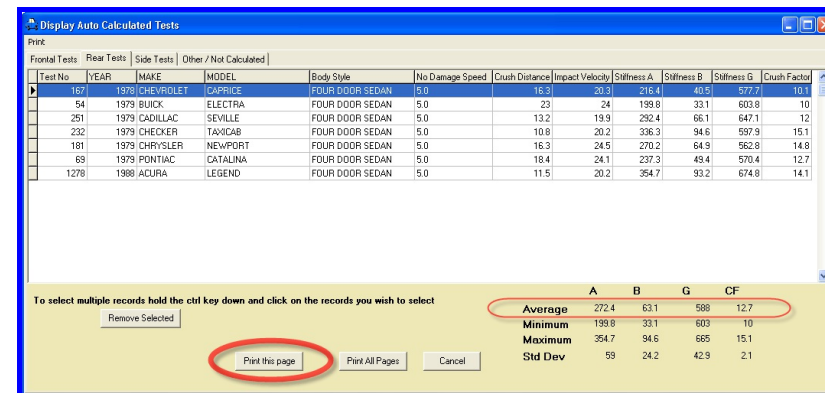 Display Auto Calculated Tests
Print
Frontal Tests Rear Tests Side Tests Other / Not Calculated
Test No YEAR MAKE MODEL Body Style No Damage Speed Crush Distance Impact Velocity Stiffness A Stiffness B Stiffness G Crush Factor
167 1978 CHEVROLET CAPRICE FOUR DOOR SEDAN 5.0 16.3 20.3 216.4 40.5 577.7 10.1
54 1979 BUICK ELECTRA FOUR DOOR SEDAN 5.0 23 24 199.8 33.1 603.8 10
251 1979 CADILLAC SEVILLE FOUR DOOR SEDAN 5.0 13.2 19.9 292.4 66.1 647.1 12
232 1979 CHECKER TAXICAB FOUR DOOR SEDAN 5.0 10.8 20.2 336.3 94.6 597.9 15.1
181 1979 CHRYSLER NEWPORT FOUR DOOR SEDAN 5.0 16.3 24.5 270.2 64.9 562.8 14.8
69 1979 PONTIAC CATALINA FOUR DOOR SEDAN 5.0 18.4 24.1 237.3 49.4 570.4 12.7
1278 1988 ACURA LEGEND FOUR DOOR SEDAN 5.0 11.5 20.2 354.7 93.2 674.8 14.1
A B G CF
To select multiple records hold the ctrl key down and click on the records you wish to select
Average 272.4 63.1 588 12.7
Remove Selected
Minimum 199.8 33.1 603 10
Maximum 354.7 94.6 665 15.1
Print this page Print All Pages Cancel
Std Dev 59 24.2 42.9 2.1